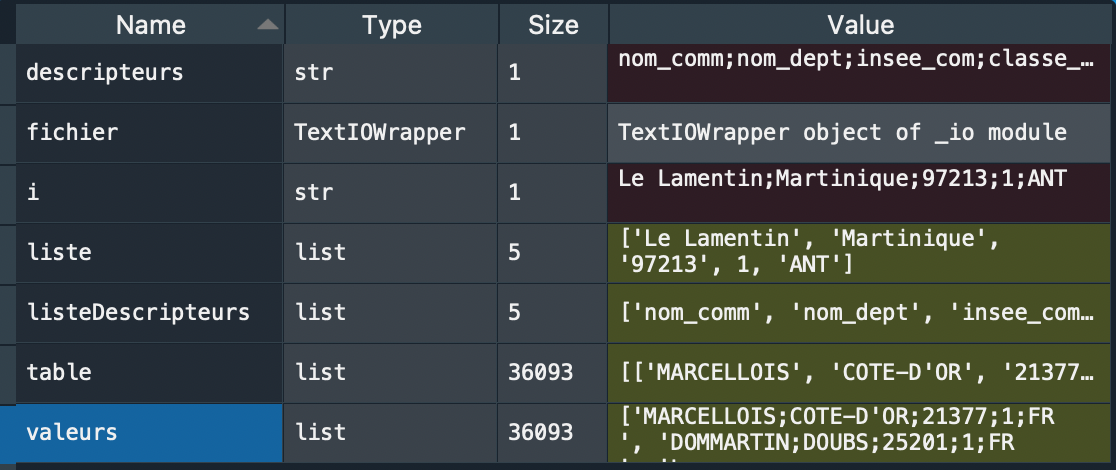 Name Type Size Value
descripteurs str 1 nom_comm;nom_dept;insee_com;classe_…
fichier TextIOWrapper 1 TextIOWrapper object of _io module
i str 1 Le Lamentin;Martinique;97213;1;ANT
liste list 5 ['Le Lamentin', 'Martinique',
'97213', 1, 'ANT']
listeDescripteurs list 5 ['nom_comm', 'nom_dept', 'insee_com…
table list 36093 [['MARCELLOIS', 'COTE-D'OR', '21377…
valeurs list 36093 ['MARCELLOIS;COTE-D'OR;21377;1;FR
', 'DOMMARTIN;DOUBS;25201;1;FR